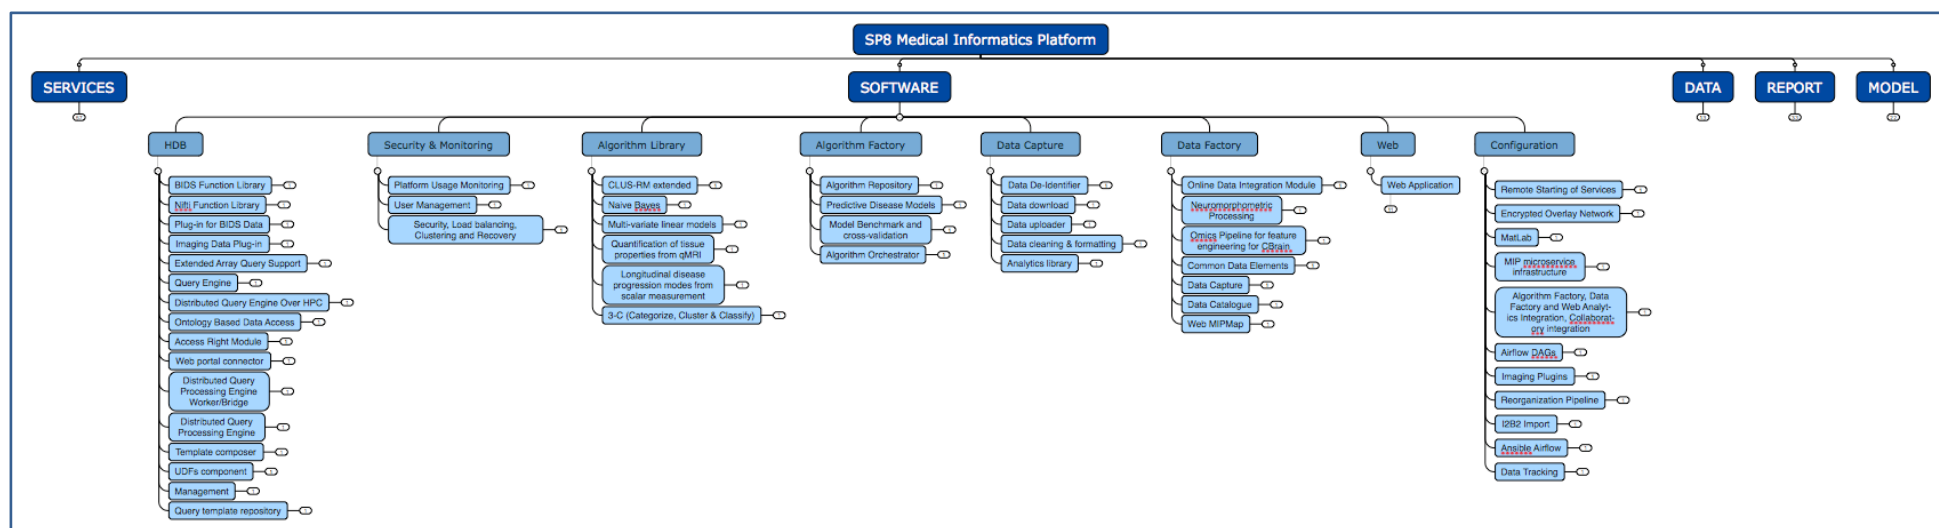 SP8 Medical Informatics Platform
SERVICES
SOFTWARE
DATA
REPORT
MODEL
HDB
BIDS Function Library
Nifti Function Library
Plug-in for BIDS Data
Imaging Data Plug-in
Extended Array Query Support
Query Engine
Distributed Query Engine Over HPC
Ontology Based Data Access
Access Right Module
Web portal connector
Distributed Query
Processing Engine
Worker/Bridge
Distributed Query
Processing Engine
Template composer
UDFs component
Management
Query template repository
Security & Monitoring
Platform Usage Monitoring
User Management
Security, Load balancing,
Clustering and Recovery
Algorithm Library
CLUS-RM extended
Naive Bayes
Multi-variate linear models
Quantification of tissue
properties from qMRI
Longitudinal disease
progression modes from
scalar measurement
3-C (Categorize, Cluster & Classify)
Algorithm Factory
Algorithm Repository
Predictive Disease Models
Model Benchmark and
cross-validation
Algorithm Orchestrator
Data Capture
Data De-Identifier
Data download
Data uploader
Data cleaning & formatting
Analytics library
Data Factory
Online Data Integration Module
Neuromorphometric
Processing
Omics Pipeline for feature
engineering for CBrain
Common Data Elements
Data Capture
Data Catalogue
Web MIPMap
Web
Web Application
Configuration
Remote Starting of Services
Encrypted Overlay Network
MatLab
MIP microservice
infrastructure
Algorithm Factory, Data
Factory and Web Analyt-
ics Integration, Collaborat-
ory integration
Airflow DAGs
Imaging Plugins
Reorganization Pipeline
I2B2 Import
Ansible Airflow
Data Tracking